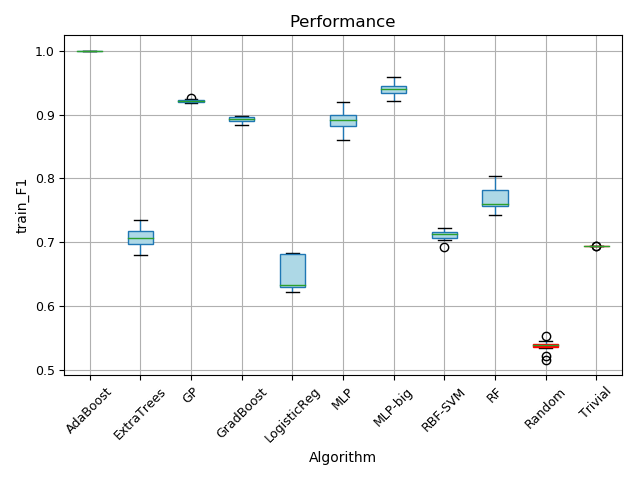 Performance
train_F1
1.0
0.9
0.8
0.7
0.6
0.5
AdaBoost
ExtraTrees
GP
GradBoost
LogisticReg
MLP
MLP-big
RBF-SVM
RF
Random
Trivial
Algorithm